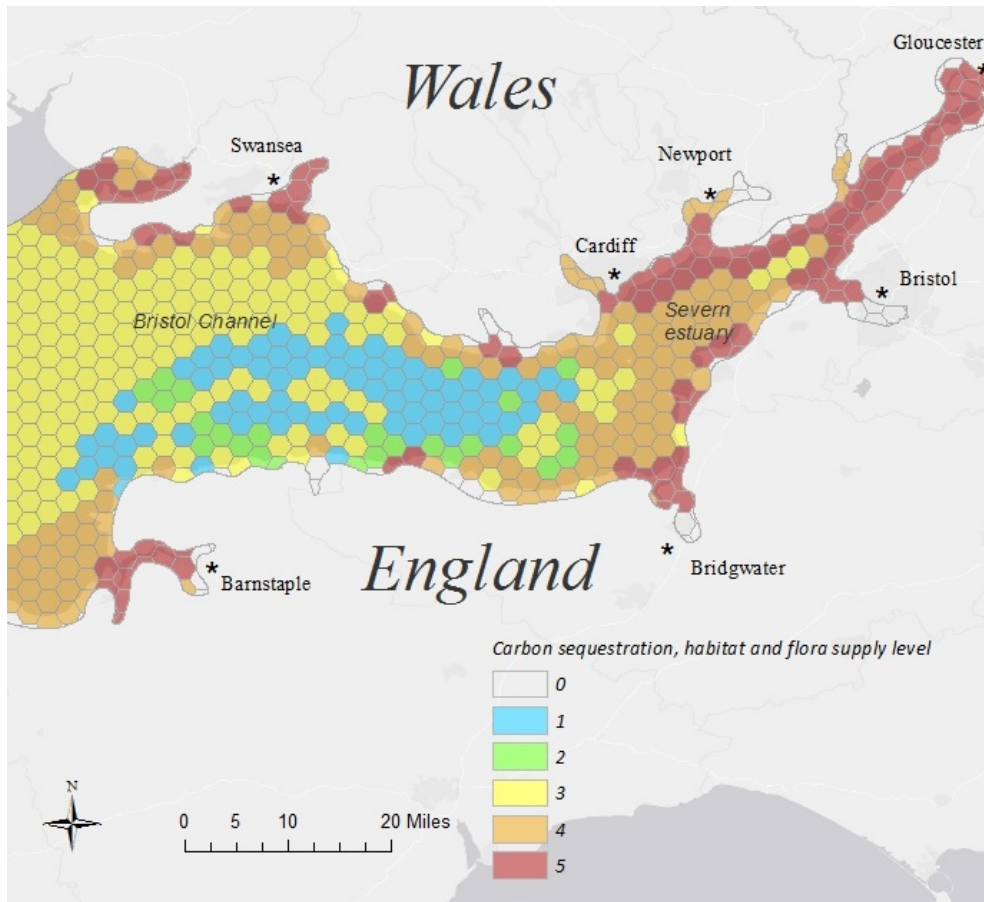 Gloucester
Wales
Swansea
Newport
Cardiff
Bristol
Bristol Channel
Severn
estuary
England
Bridgwater
Barnstaple
Carbon sequestration, habitat and flora supply level
0
1
2
3
4
5
N
0 5 10 20 Miles